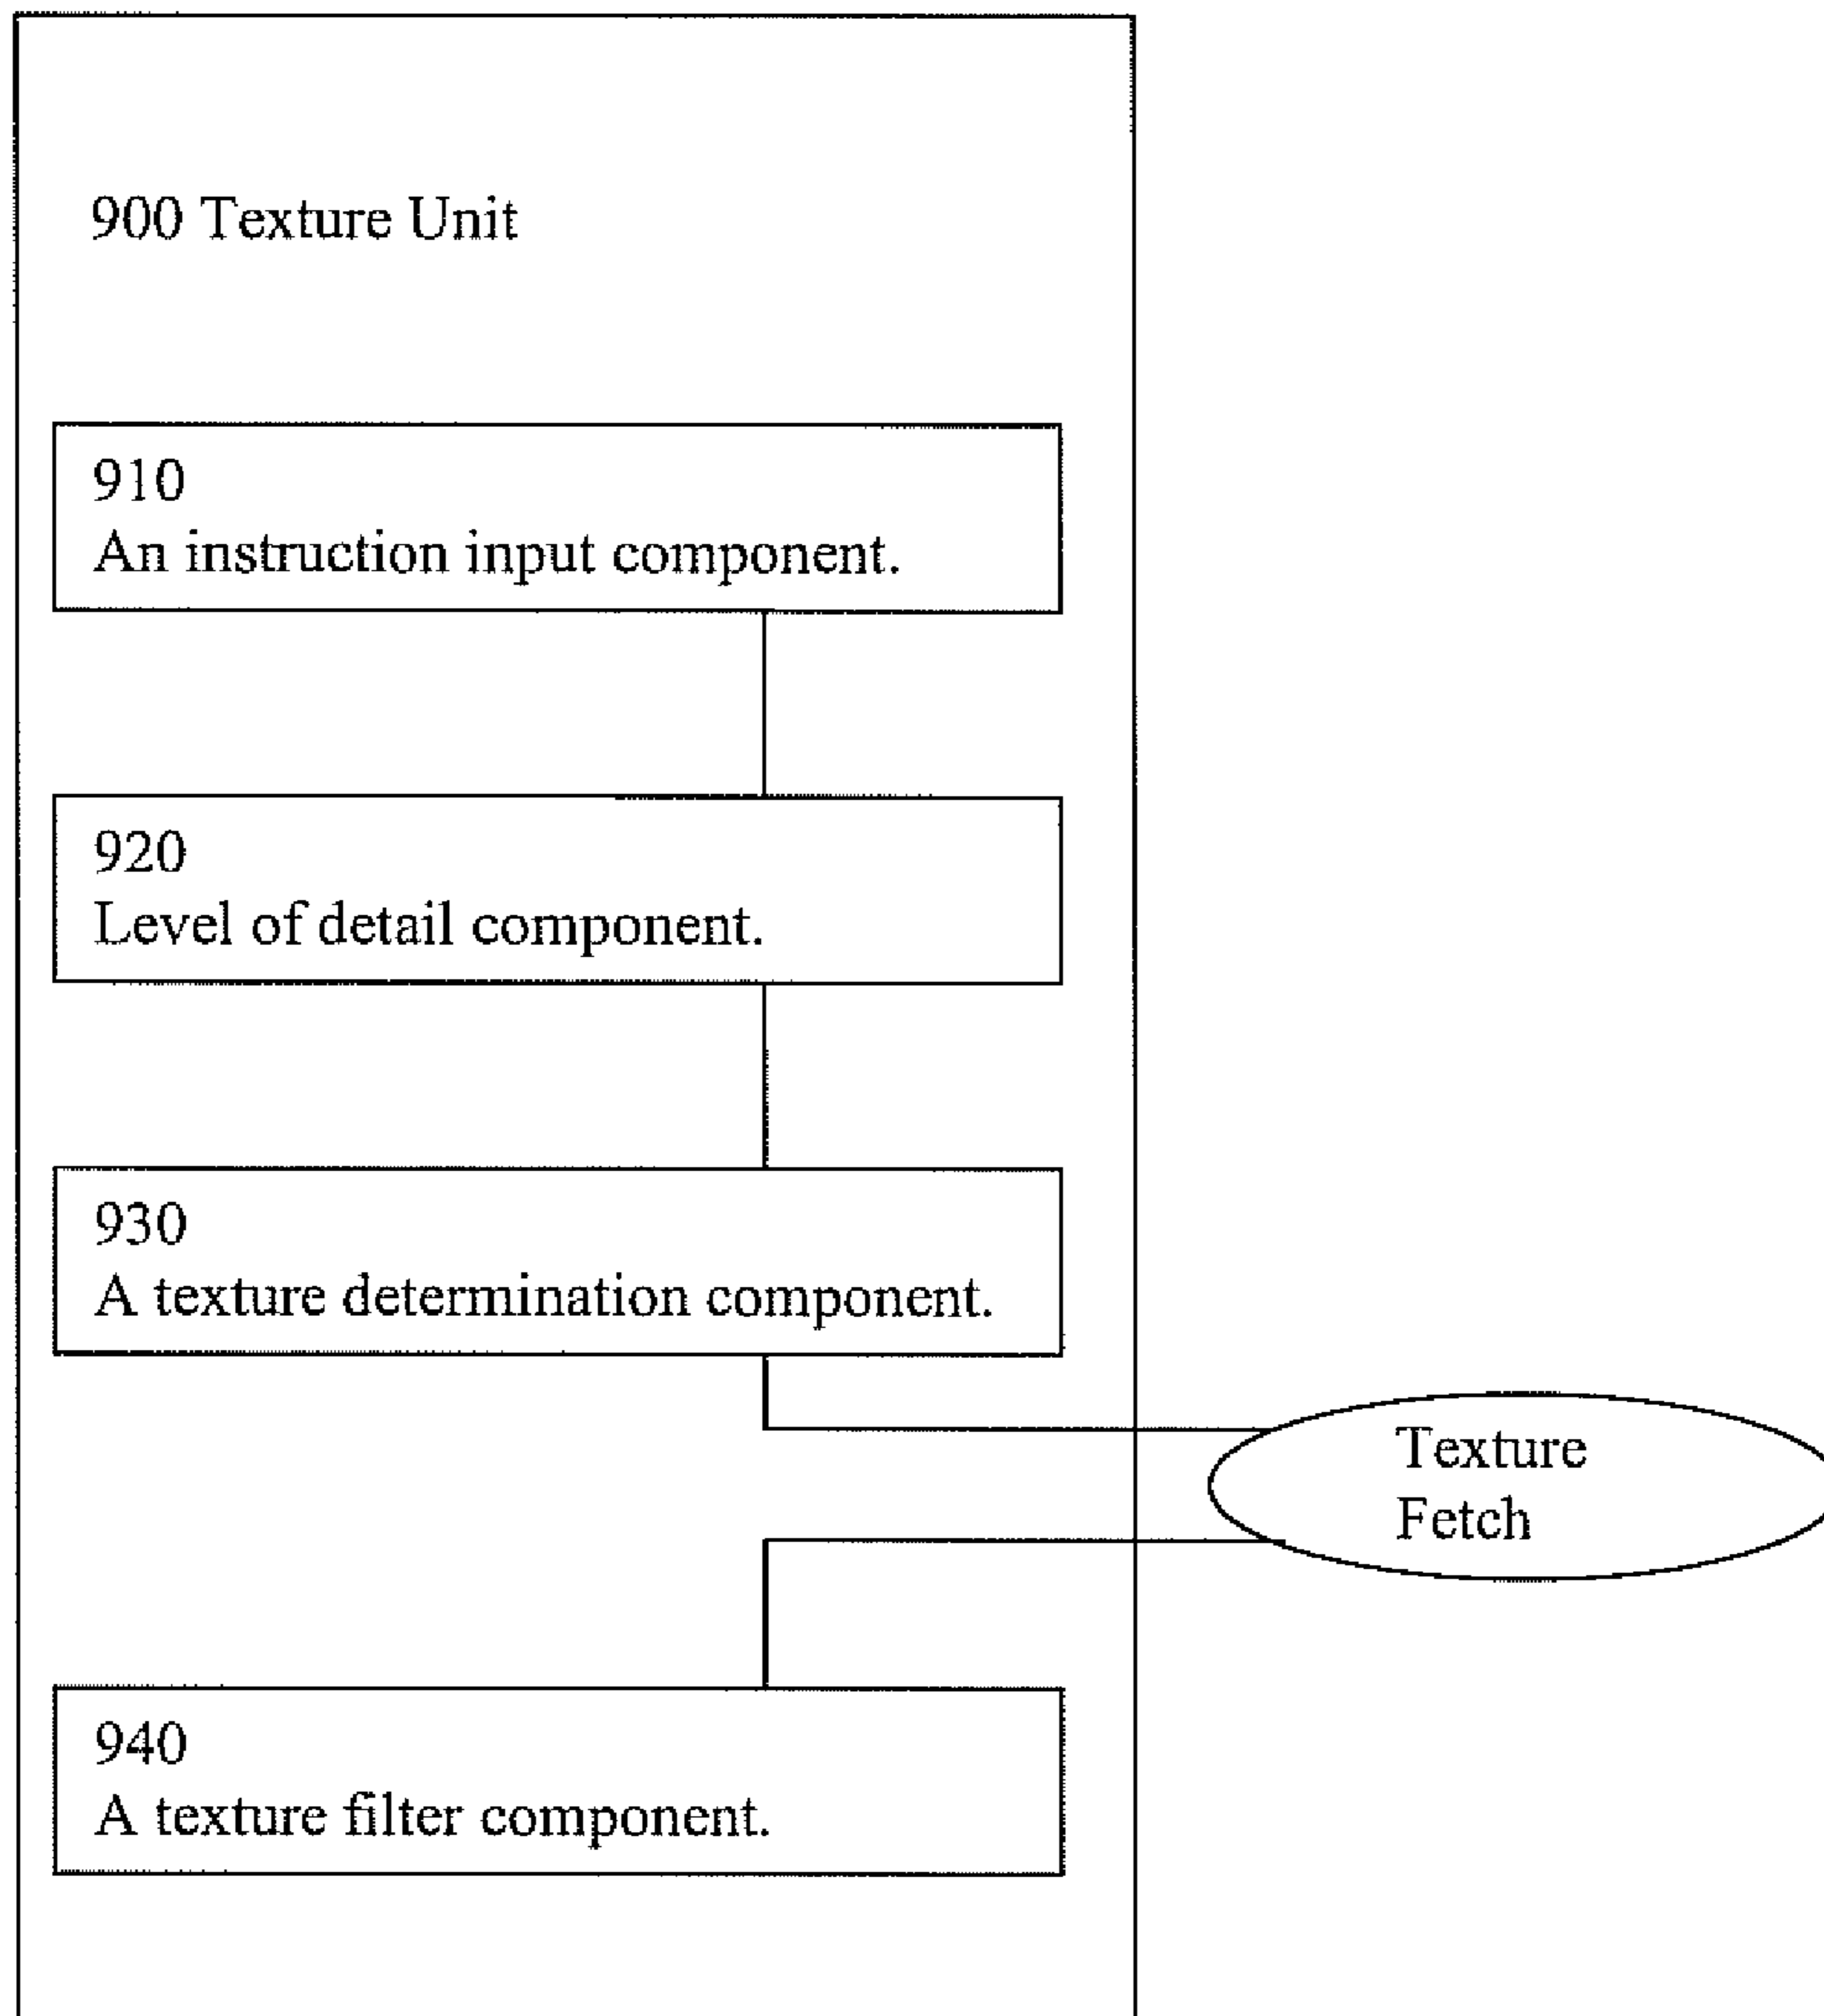 900 Texture Unit
910
An instruction input component.
920
Level of detail component.
930
A texture determination component.
Texture
Fetch
940
A texture filter component.